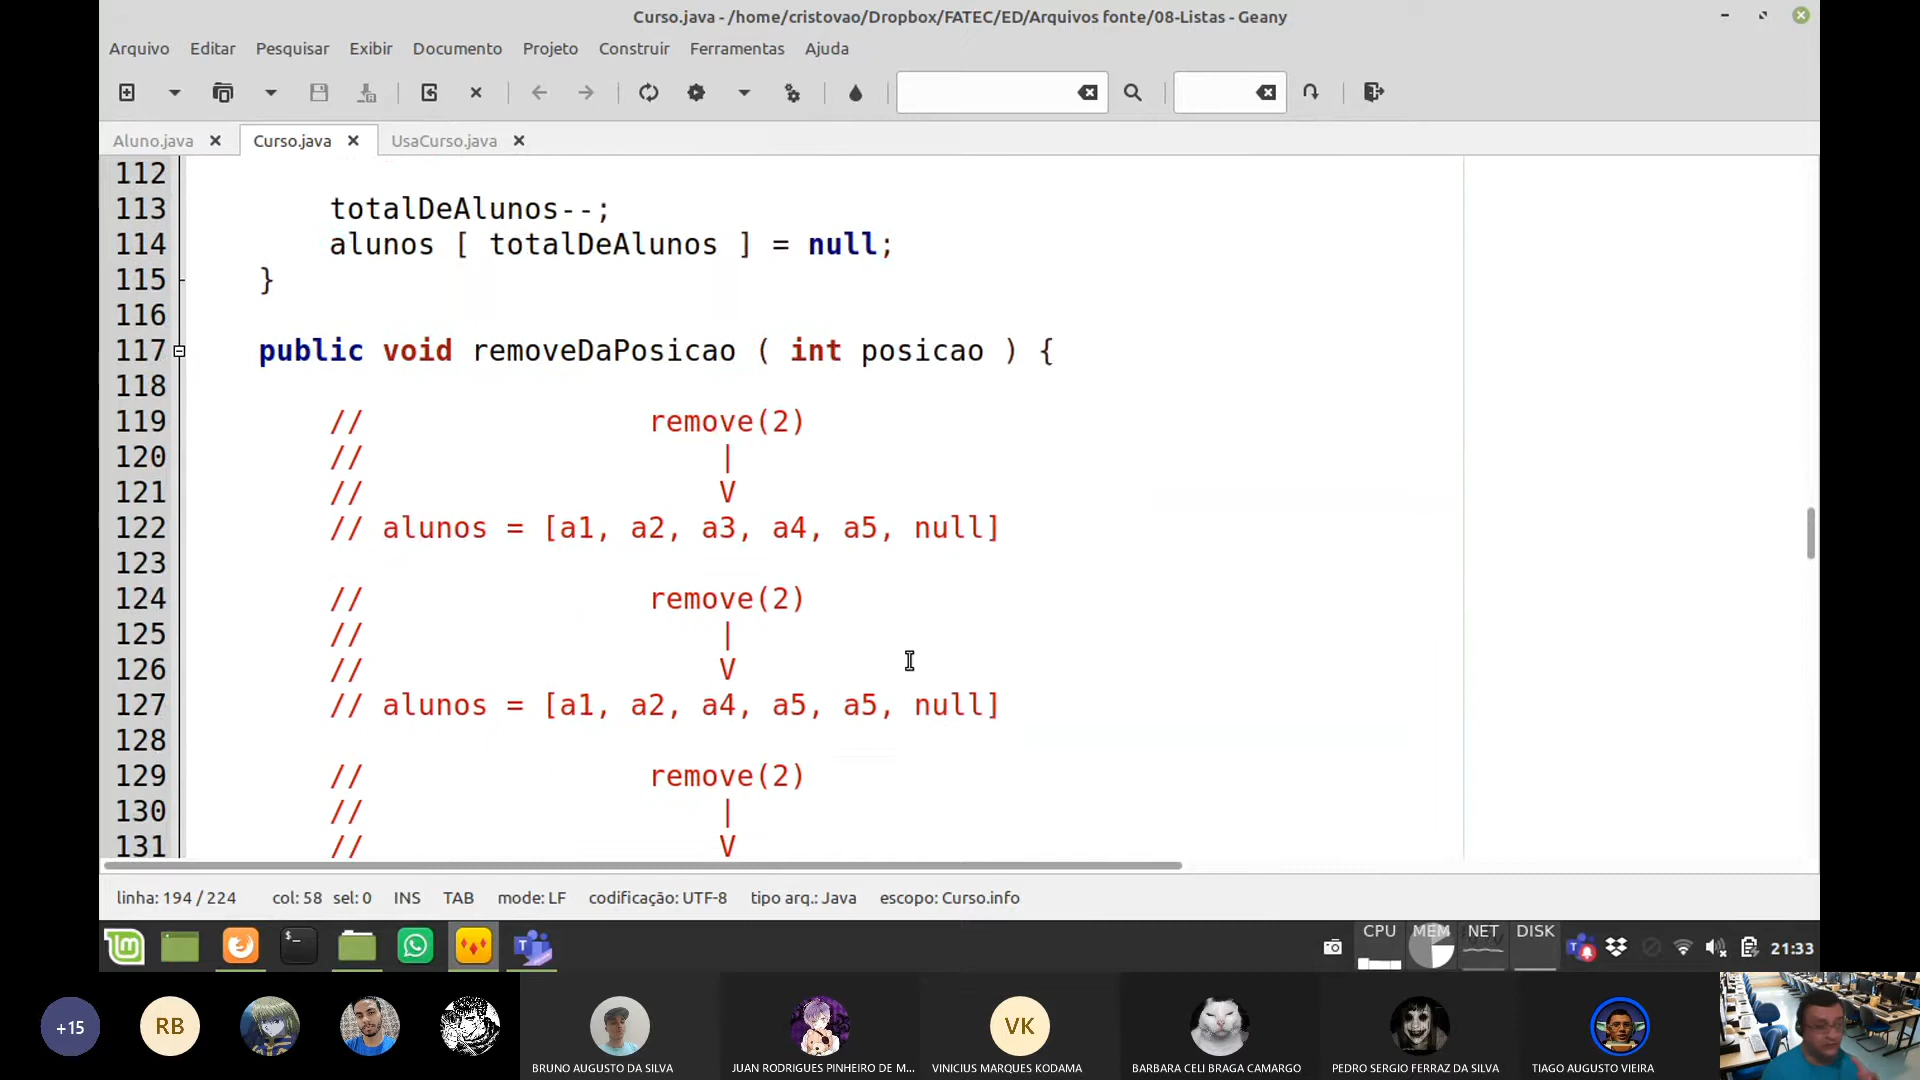 Curso.java - /home/cristovao/Dropbox/FATEC/ED/Arquivos fonte/08-Listas - Geany
Arquivo Editar Pesquisar Exibir Documento Projeto Construir Ferramentas Ajuda
Aluno.java Curso.java UsaCurso.java
112
113 totalDeAlunos--;
114 alunos [ totalDeAlunos ] = null;
115 }
116
117 public void removeDaPosicao ( int posicao ) {
118
119 // remove(2)
120 // |
121 // V
122 // alunos = [a1, a2, a3, a4, a5, null]
123
124 // remove(2)
125 // |
126 // V
127 // alunos = [a1, a2, a4, a5, a5, null]
128
129 // remove(2)
130 // |
131 // V
linha: 194 / 224 col: 58 sel: 0 INS TAB mode: LF codificação: UTF-8 tipo arq.: Java escopo: Curso.info
CPU MEM NET DISK
21:33
+15 RB VK
BRUNO AUGUSTO DA SILVA JUAN RODRIGUES PINHEIRO DE M... VINICIUS MARQUES KODAMA BARBARA CELI BRAGA CAMARGO PEDRO SERGIO FERRAZ DA SILVA TIAGO AUGUSTO VIEIRA